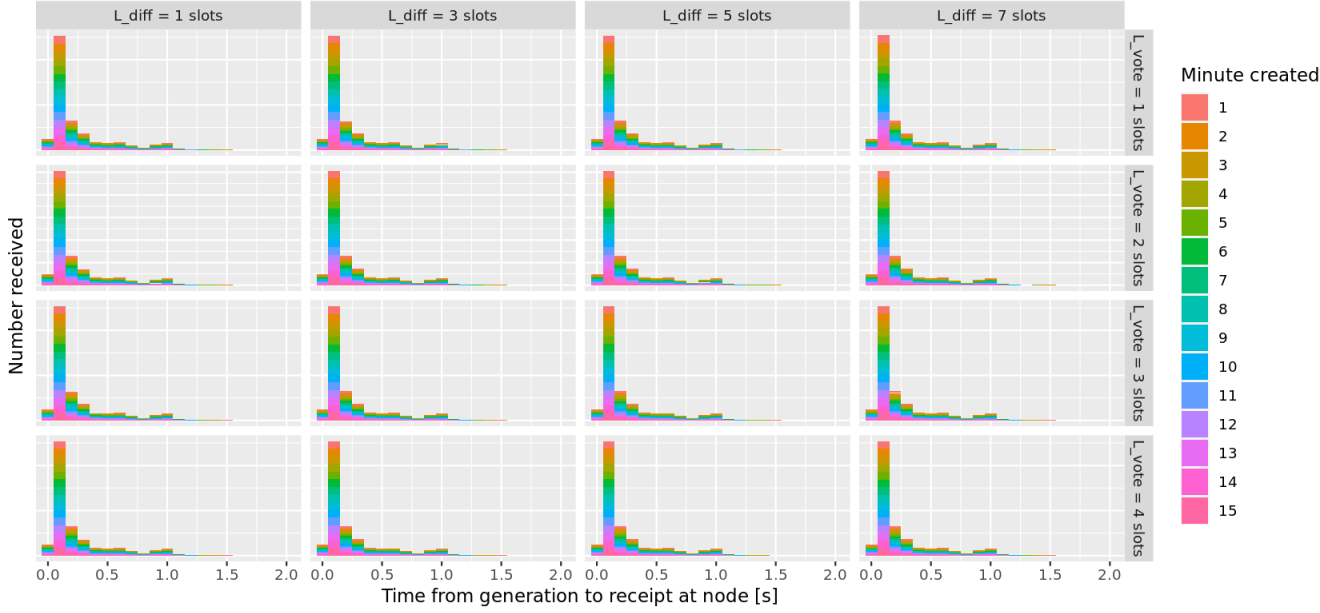 L_diff = 1 slots
L_diff = 3 slots
L_diff = 5 slots
L_diff = 7 slots
L_vote = 1 slots
L_vote = 2 slots
L_vote = 3 slots
L_vote = 4 slots
Number received
0.0 0.5 1.0 1.5 2.0
0.0 0.5 1.0 1.5 2.0
0.0 0.5 1.0 1.5 2.0
0.0 0.5 1.0 1.5 2.0
Time from generation to receipt at node [s]
Minute created
1
2
3
4
5
6
7
8
9
10
11
12
13
14
15